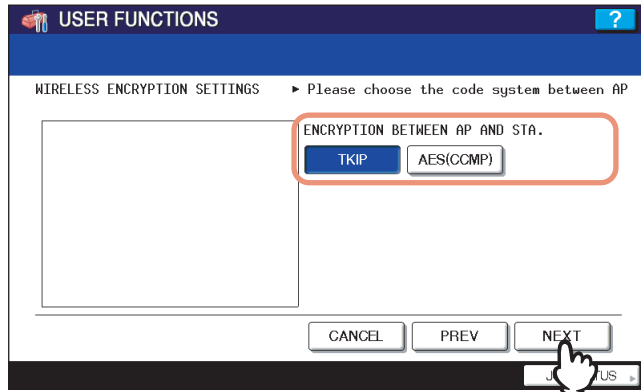 USER FUNCTIONS
?
WIRELESS ENCRYPTION SETTINGS ▶ Please choose the code system between AP
ENCRYPTION BETWEEN AP AND STA.
TKIP AES(CCMP)
CANCEL PREV NEXT